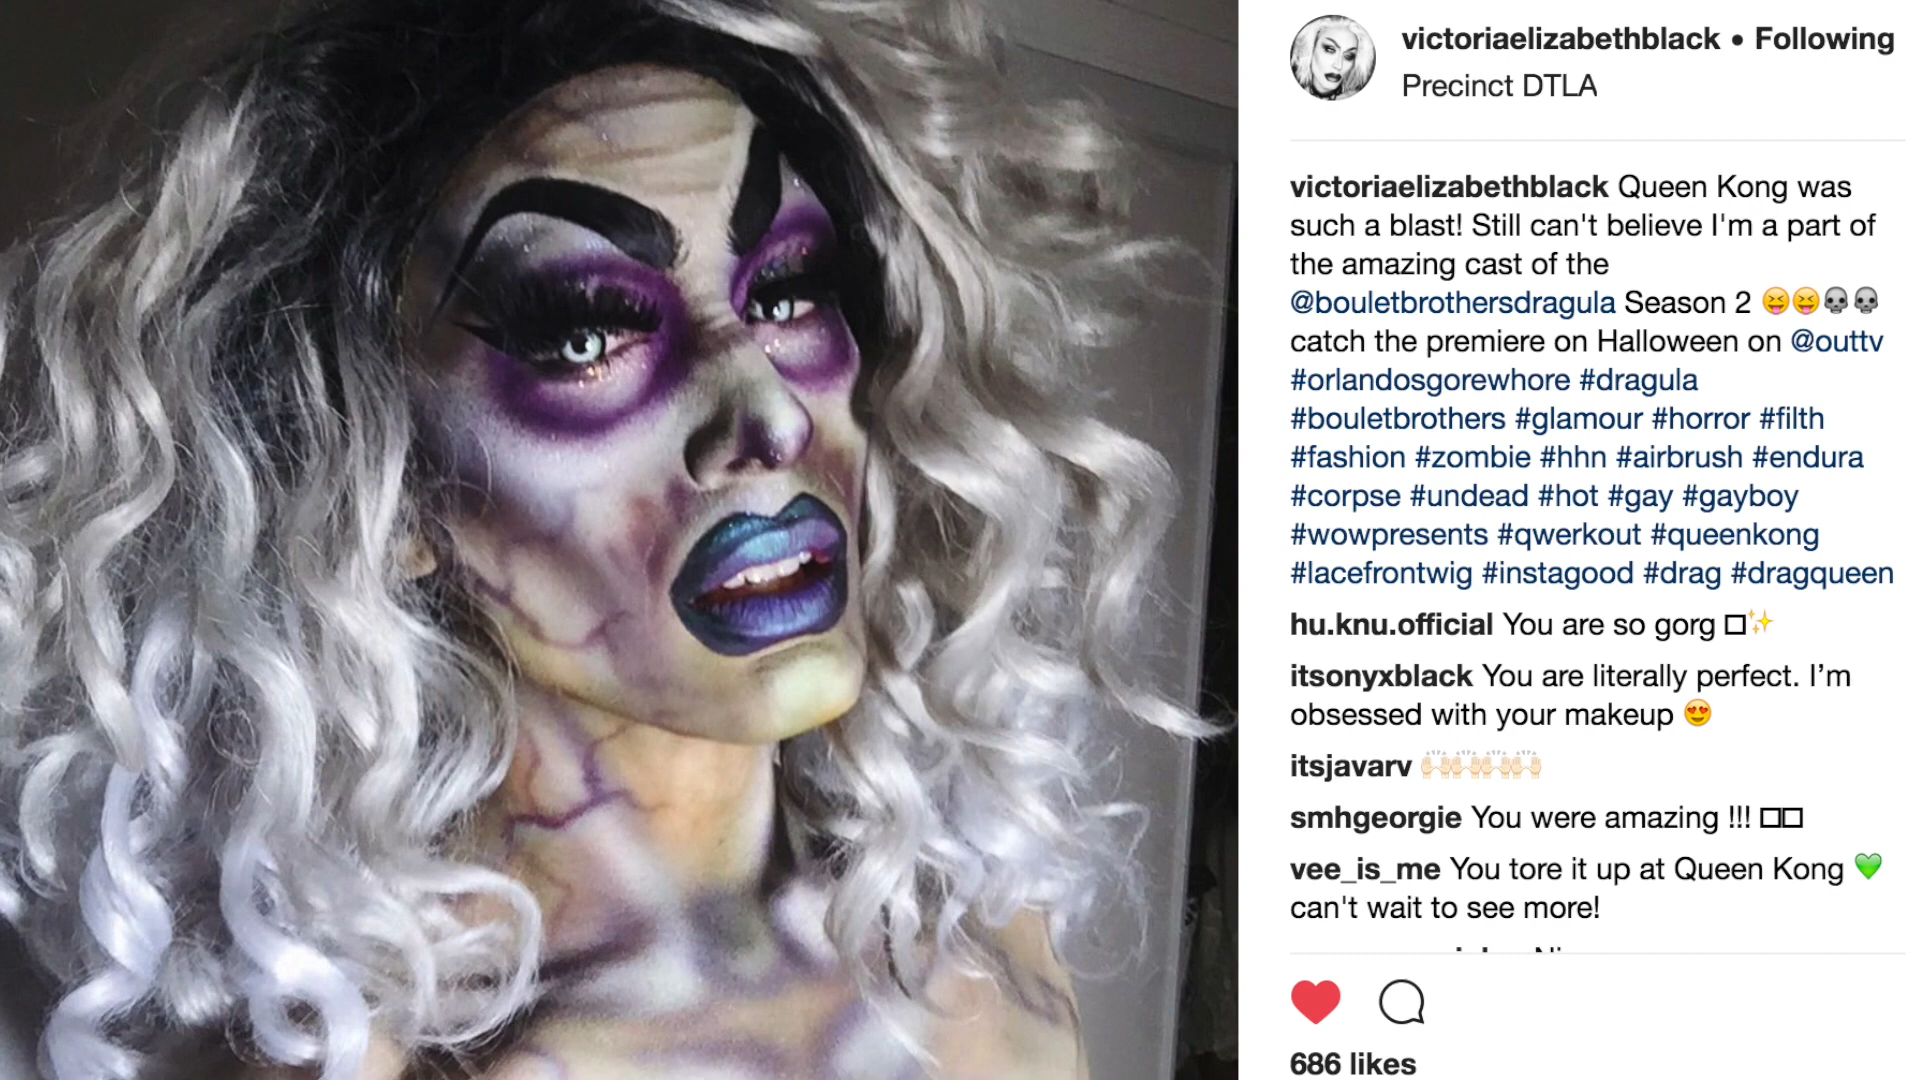 victoriaelizabethblack • Following
Precinct DTLA
victoriaelizabethblack Queen Kong was
such a blast! Still can't believe I'm a part of
the amazing cast of the
@bouletbrothersdragula Season 2 😝😝💀💀
catch the premiere on Halloween on @outtv
#orlandosgorewhore #dragula
#bouletbrothers #glamour #horror #filth
#fashion #zombie #hhn #airbrush #endura
#corpse #undead #hot #gay #gayboy
#wowpresents #qwerkout #queenkong
#lacefrontwig #instagood #drag #dragqueen
hu.knu.official You are so gorg □✨
itsonyxblack You are literally perfect. I’m
obsessed with your makeup 😍
itsjavarv 🙌🏻🙌🏻🙌🏻🙌🏻
smhgeorgie You were amazing !!! □□
vee_is_me You tore it up at Queen Kong 💚
can't wait to see more!
686 likes